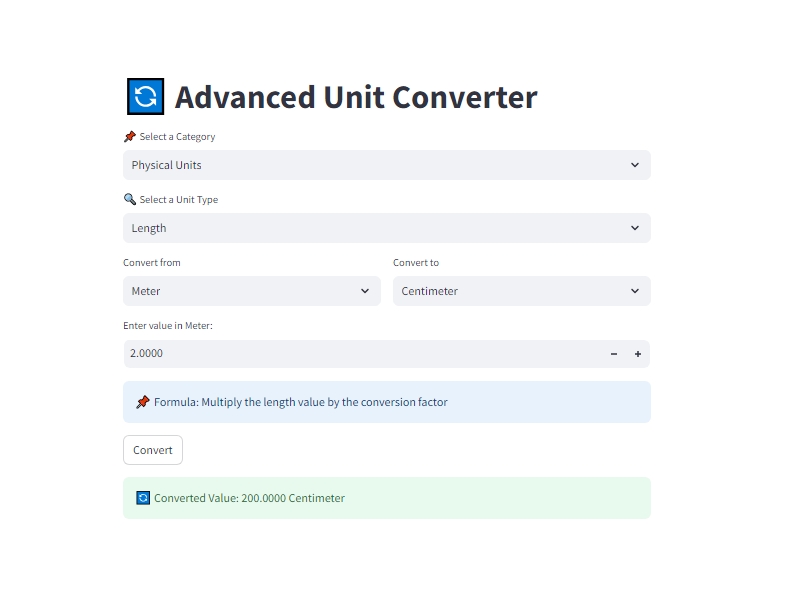 Advanced Unit Converter
Select a Category
Physical Units
Select a Unit Type
Length
Convert from
Convert to
Meter
Centimeter
Enter value in Meter:
2.0000
Formula: Multiply the length value by the conversion factor
Convert
Converted Value: 200.0000 Centimeter